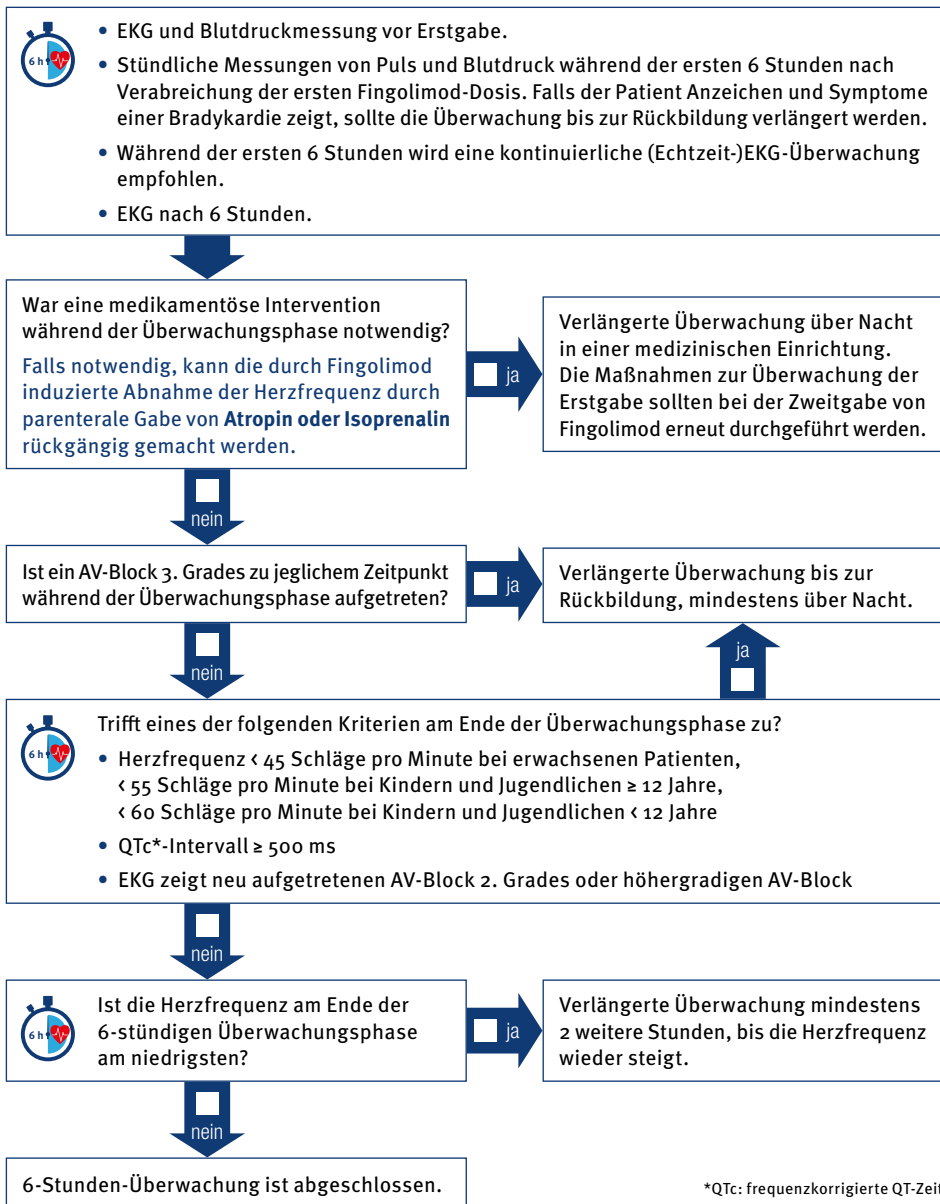 6 h
• EKG und Blutdruckmessung vor Erstgabe.
• Stündliche Messungen von Puls und Blutdruck während der ersten 6 Stunden nach
Verabreichung der ersten Fingolimod-Dosis. Falls der Patient Anzeichen und Symptome
einer Bradykardie zeigt, sollte die Überwachung bis zur Rückbildung verlängert werden.
• Während der ersten 6 Stunden wird eine kontinuierliche (Echtzeit-)EKG-Überwachung
empfohlen.
• EKG nach 6 Stunden.
War eine medikamentöse Intervention
während der Überwachungsphase notwendig?
Falls notwendig, kann die durch Fingolimod
induzierte Abnahme der Herzfrequenz durch
parenterale Gabe von Atropin oder Isoprenalin
rückgängig gemacht werden.
ja
Verlängerte Überwachung über Nacht
in einer medizinischen Einrichtung.
Die Maßnahmen zur Überwachung der
Erstgabe sollten bei der Zweitgabe von
Fingolimod erneut durchgeführt werden.
nein
Ist ein AV-Block 3. Grades zu jeglichem Zeitpunkt
während der Überwachungsphase aufgetreten?
ja
Verlängerte Überwachung bis zur
Rückbildung, mindestens über Nacht.
nein
ja
6 h
Trifft eines der folgenden Kriterien am Ende der Überwachungsphase zu?
• Herzfrequenz < 45 Schläge pro Minute bei erwachsenen Patienten,
< 55 Schläge pro Minute bei Kindern und Jugendlichen ≥ 12 Jahre,
< 60 Schläge pro Minute bei Kindern und Jugendlichen < 12 Jahre
• QTc*-Intervall ≥ 500 ms
• EKG zeigt neu aufgetretenen AV-Block 2. Grades oder höhergradigen AV-Block
nein
6 h
Ist die Herzfrequenz am Ende der
6-stündigen Überwachungsphase
am niedrigsten?
ja
Verlängerte Überwachung mindestens
2 weitere Stunden, bis die Herzfrequenz
wieder steigt.
nein
6-Stunden-Überwachung ist abgeschlossen.
*QTc: frequenzkorrigierte QT-Zeit